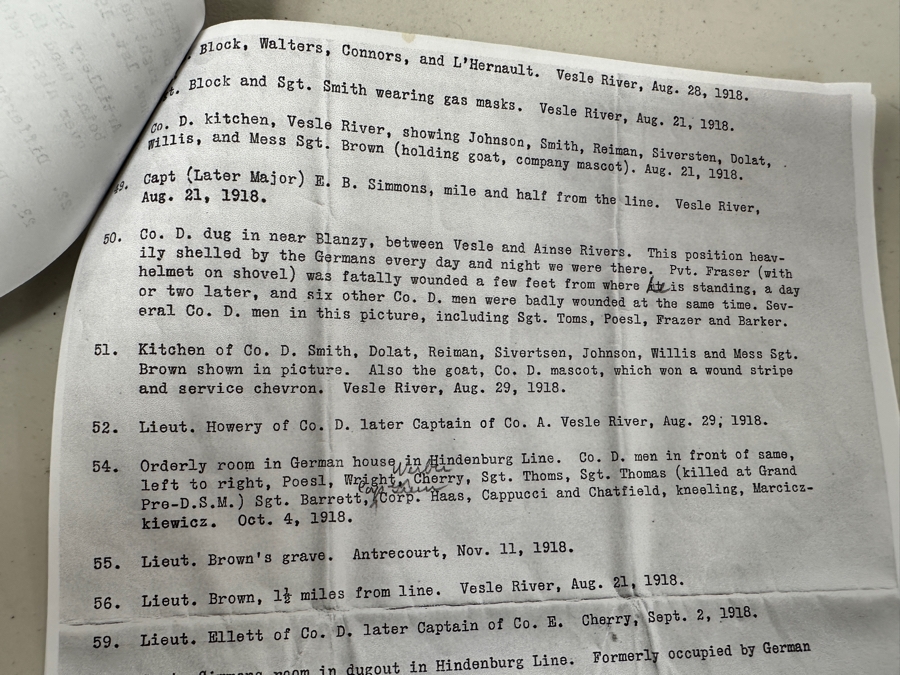 Block, Walters, Connors, and L'Hernault. Vesle River, Aug. 28, 1918.
Block and Sgt. Smith wearing gas masks. Vesle River, Aug. 21, 1918.
Co. D. kitchen, Vesle River, showing Johnson, Smith, Reiman, Siversten, Dolat,
Willis, and Mess Sgt. Brown (holding goat, company mascot). Aug. 21, 1918.
49. Capt (Later Major) E. B. Simmons, mile and half from the line. Vesle River,
Aug. 21, 1918.
50. Co. D. dug in near Blanzy, between Vesle and Ainse Rivers. This position heav-
ily shelled by the Germans every day and night we were there. Pvt. Fraser (with
helmet on shovel) was fatally wounded a few feet from where is standing, a day
or two later, and six other Co. D. men were badly wounded at the same time. Sev-
eral Co. D. men in this picture, including Sgt. Toms, Poesl, Frazer and Barker.
51. Kitchen of Co. D. Smith, Dolat, Reiman, Sivertsen, Johnson, Willis and Mess Sgt.
Brown shown in picture. Also the goat, Co. D. mascot, which won a wound stripe
and service chevron. Vesle River, Aug. 29, 1918.
52. Lieut. Howery of Co. D. later Captain of Co. A. Vesle River, Aug. 29, 1918.
54. Orderly room in German house in Hindenburg Line. Co. D. men in front of same,
left to right, Poesl, Wright, Cherry, Sgt. Thoms, Sgt. Thomas (killed at Grand
Pre-D.S.M.) Sgt. Barrett, Corp. Haas, Cappucci and Chatfield, kneeling, Marcicz-
kiewicz. Oct. 4, 1918.
55. Lieut. Brown's grave. Antrecourt, Nov. 11, 1918.
56. Lieut. Brown, 1½ miles from line. Vesle River, Aug. 21, 1918.
59. Lieut. Ellett of Co. D. later Captain of Co. E. Cherry, Sept. 2, 1918.
room in dugout in Hindenburg Line. Formerly occupied by German